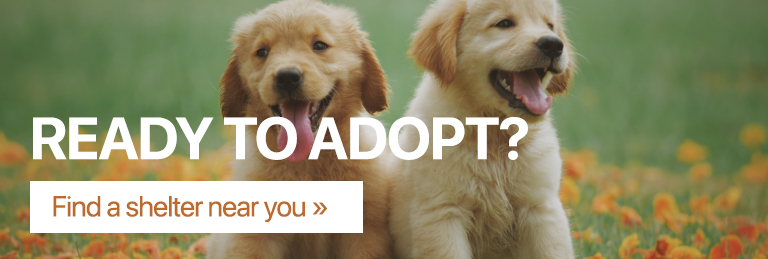 READY TO ADOPT?
Find a shelter near you »